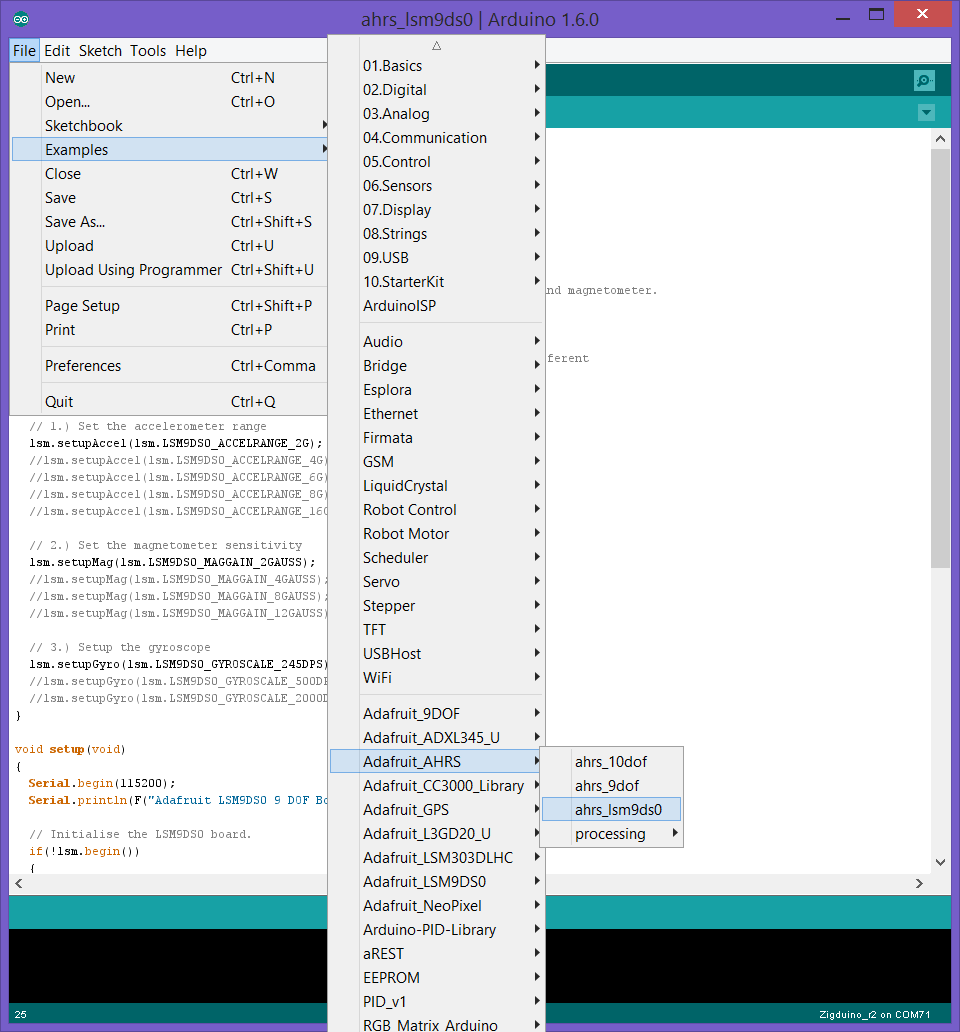 ahrs_lsm9ds0 | Arduino 1.6.0
File Edit Sketch Tools Help
New Ctrl+N
Open... Ctrl+O
Sketchbook
Examples
Close Ctrl+W
Save Ctrl+S
Save As... Ctrl+Shift+S
Upload Ctrl+U
Upload Using Programmer Ctrl+Shift+U
Page Setup Ctrl+Shift+P
Print Ctrl+P
Preferences Ctrl+Comma
Quit Ctrl+Q
01.Basics
02.Digital
03.Analog
04.Communication
05.Control
06.Sensors
07.Display
08.Strings
09.USB
10.StarterKit
ArduinoISP
Audio
Bridge
Esplora
Ethernet
Firmata
GSM
LiquidCrystal
Robot Control
Robot Motor
Scheduler
Servo
Stepper
TFT
USBHost
WiFi
Adafruit_9DOF
Adafruit_ADXL345_U
Adafruit_AHRS
Adafruit_CC3000_Library
Adafruit_GPS
Adafruit_L3GD20_U
Adafruit_LSM303DLHC
Adafruit_LSM9DS0
Adafruit_NeoPixel
Arduino-PID-Library
aREST
EEPROM
PID_v1
RGB Matrix Arduino
ahrs_10dof
ahrs_9dof
ahrs_lsm9ds0
processing
nd magnetometer.
ferent
// 1.) Set the accelerometer range
lsm.setupAccel(lsm.LSM9DS0_ACCELRANGE_2G);
//lsm.setupAccel(lsm.LSM9DS0_ACCELRANGE_4G)
//lsm.setupAccel(lsm.LSM9DS0_ACCELRANGE_6G)
//lsm.setupAccel(lsm.LSM9DS0_ACCELRANGE_8G)
//lsm.setupAccel(lsm.LSM9DS0_ACCELRANGE_16G
// 2.) Set the magnetometer sensitivity
lsm.setupMag(lsm.LSM9DS0_MAGGAIN_2GAUSS);
//lsm.setupMag(lsm.LSM9DS0_MAGGAIN_4GAUSS);
//lsm.setupMag(lsm.LSM9DS0_MAGGAIN_8GAUSS);
//lsm.setupMag(lsm.LSM9DS0_MAGGAIN_12GAUSS)
// 3.) Setup the gyroscope
lsm.setupGyro(lsm.LSM9DS0_GYROSCALE_245DPS)
//lsm.setupGyro(lsm.LSM9DS0_GYROSCALE_500DP
//lsm.setupGyro(lsm.LSM9DS0_GYROSCALE_2000D
}
void setup(void)
{
Serial.begin(115200);
Serial.println(F("Adafruit LSM9DS0 9 DOF Bo
// Initialise the LSM9DS0 board.
if(!lsm.begin())
{
25
Zigduino_r2 on COM71